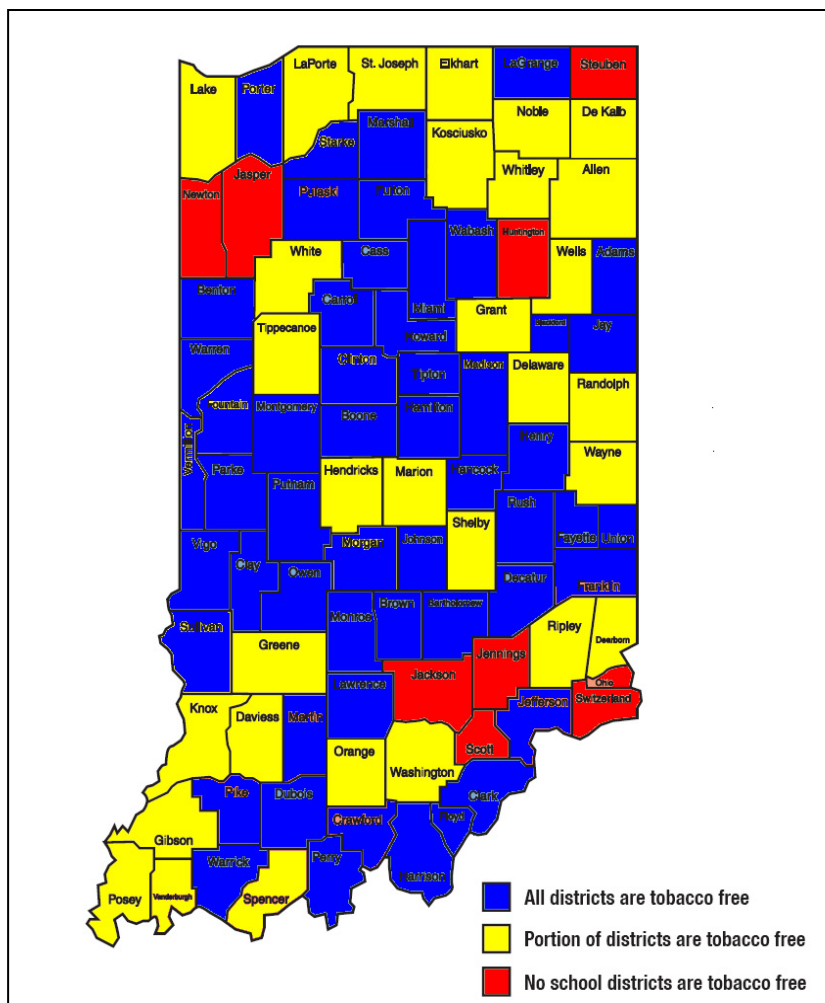 LaPorte
St. Joseph
Elkhart
LaGrange
Steuben
Lake
Porter
Noble
De Kalb
Marshall
Starke
Kosciusko
Whitley
Allen
Newton
Jasper
Pulaski
Fulton
Wabash
Huntington
White
Cass
Wells
Adams
Benton
Carroll
Miami
Grant
Tippecanoe
Howard
Jay
Warren
Clinton
Tipton
Madison
Delaware
Randolph
Fountain
Montgomery
Boone
Hamilton
Henry
Vermillion
Parke
Putnam
Hendricks
Marion
Hancock
Wayne
Rush
Shelby
Fayette
Union
Vigo
Clay
Owen
Morgan
Johnson
Decatur
Franklin
Sullivan
Monroe
Brown
Bartholomew
Greene
Ripley
Dearborn
Jackson
Jennings
Ohio
Lawrence
Switzerland
Jefferson
Knox
Daviess
Martin
Scott
Orange
Washington
Pike
Dubois
Clark
Crawford
Floyd
Gibson
Warrick
Perry
Harrison
Posey
Vanderburgh
Spencer
All districts are tobacco free
Portion of districts are tobacco free
No school districts are tobacco free